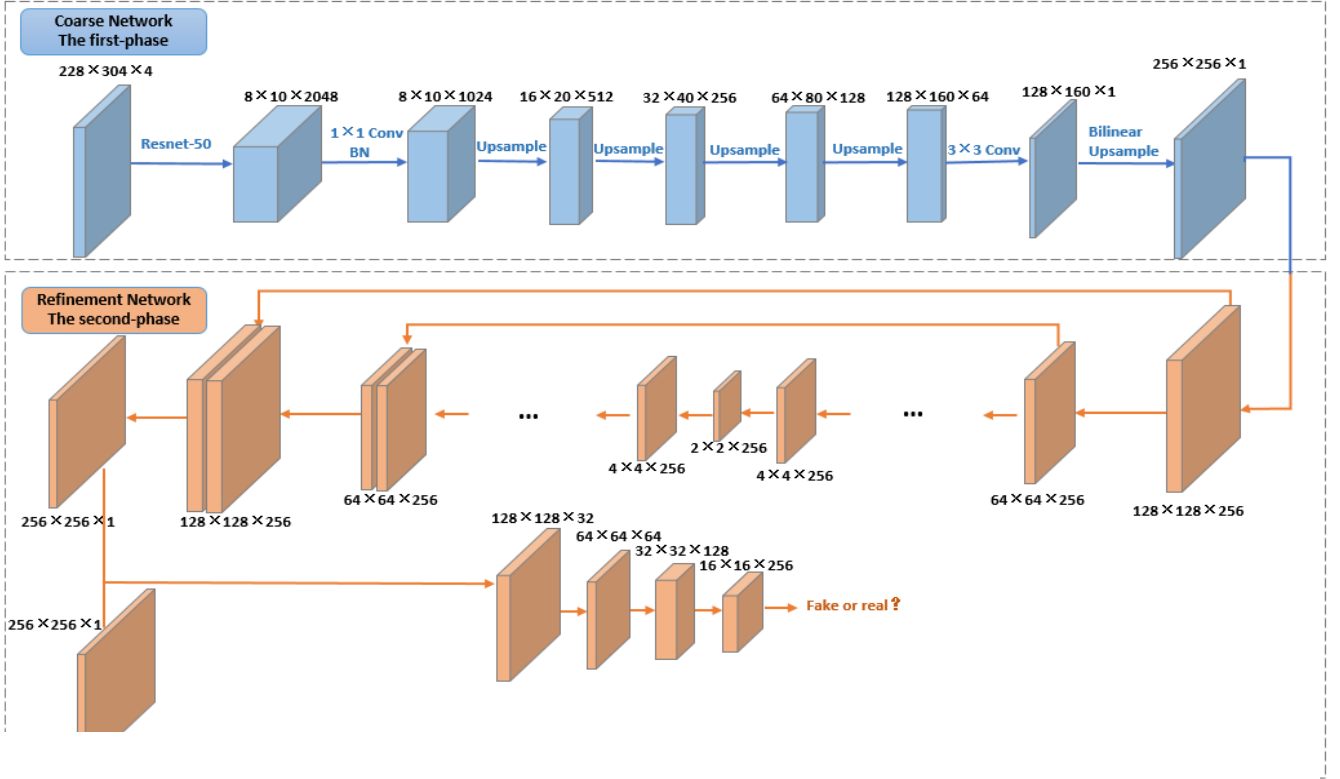 Coarse Network
The first-phase
228×304×4
8×10×2048
8×10×1024
16×20×512
32×40×256
64×80×128
128×160×64
128×160×1
256×256×1
Resnet-50
1×1 Conv
BN
Upsample
Upsample
Upsample
Upsample
3×3 Conv
Bilinear
Upsample
Refinement Network
The second-phase
256×256×1
128×128×256
64×64×256
...
4×4×256
2×2×256
4×4×256
...
64×64×256
128×128×256
256×256×1
128×128×32
64×64×64
32×32×128
16×16×256
Fake or real?